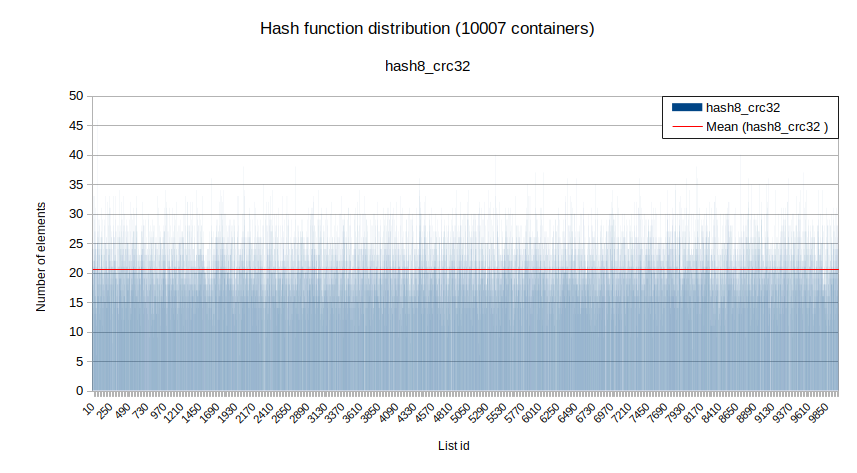 Hash function distribution (10007 containers)
hash8_crc32
hash8_crc32
Mean (hash8_crc32 )
50
45
40
35
30
25
20
15
10
5
0
Number of elements
10 250 490 730 970 1210 1450 1690 1930 2170 2410 2650 2890 3130 3370 3610 3850 4090 4330 4570 4810 5050 5290 5530 5770 6010 6250 6490 6730 6970 7210 7450 7690 7930 8170 8410 8650 8890 9130 9370 9610 9850
List id